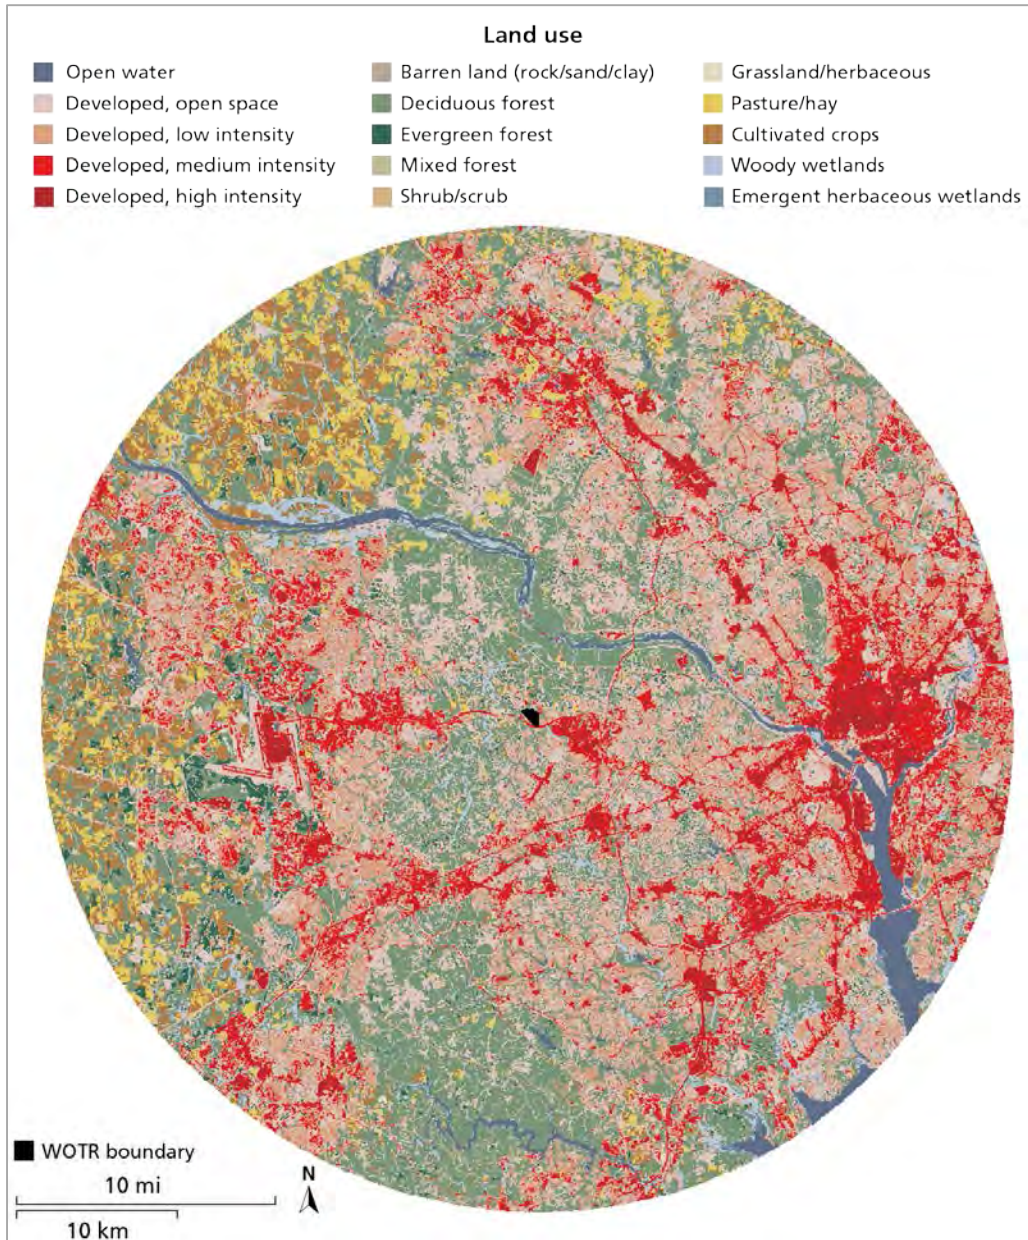 Land use
Open water
Developed, open space
Developed, low intensity
Developed, medium intensity
Developed, high intensity
Barren land (rock/sand/clay)
Deciduous forest
Evergreen forest
Mixed forest
Shrub/scrub
Grassland/herbaceous
Pasture/hay
Cultivated crops
Woody wetlands
Emergent herbaceous wetlands
WOTR boundary
10 mi
10 km
N